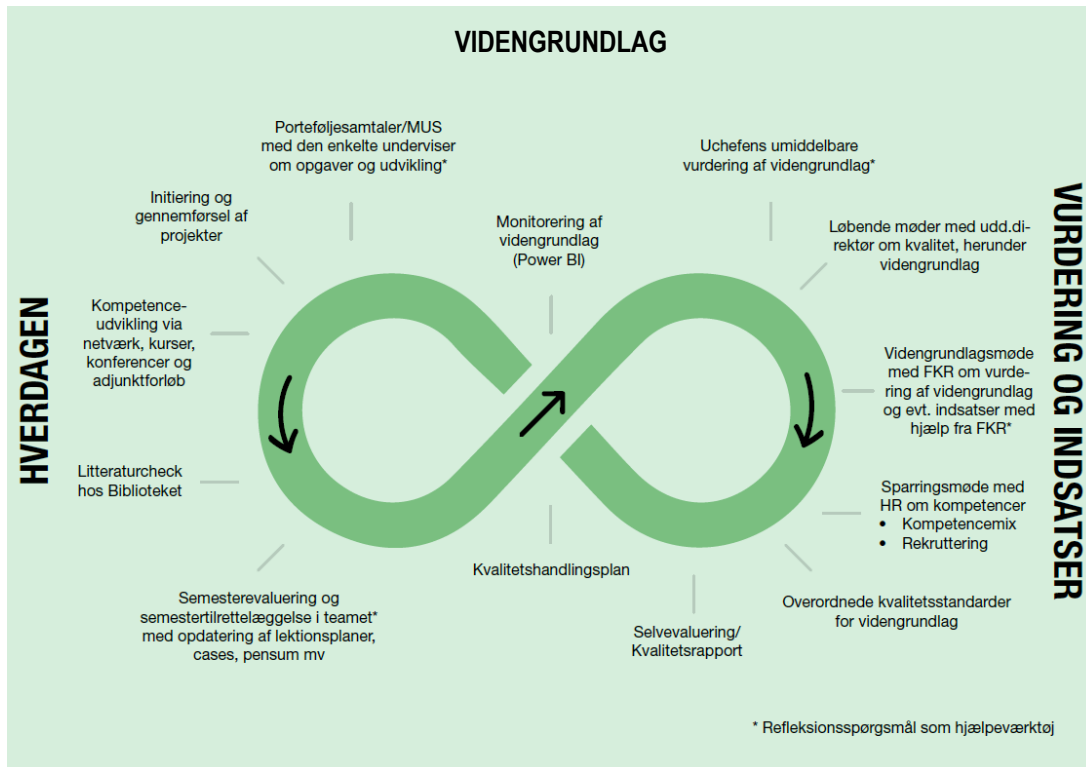 VIDENGRUNDLAG
Porteføljesamtaler/MUS
med den enkelte underviser
om opgaver og udvikling*
Uchefens umiddelbare
vurdering af videngrundlag*
Initiering og
gennemførsel af
projekter
Monitorering af
videngrundlag
(Power BI)
Løbende møder med udd.di-
rektør om kvalitet, herunder
videngrundlag
HVERDAGEN
VURDERING OG INDSATSER
Kompetence-
udvikling via
netværk, kurser,
konferencer og
adjunktforløb
Videngrundlagsmøde
med FKR om vurde-
ring af videngrundlag
og evt. indsatser med
hjælp fra FKR*
Litteraturcheck
hos Biblioteket
Sparringsmøde med
HR om kompetencer
• Kompetencemix
• Rekruttering
Kvalitetshandlingsplan
Semesterevaluering og
semestertilrettelæggelse i teamet*
med opdatering af lektionsplaner,
cases, pensum mv
Selvevaluering/
Kvalitetsrapport
Overordnede kvalitetsstandarder
for videngrundlag
* Refleksionsspørgsmål som hjælpeværktøj